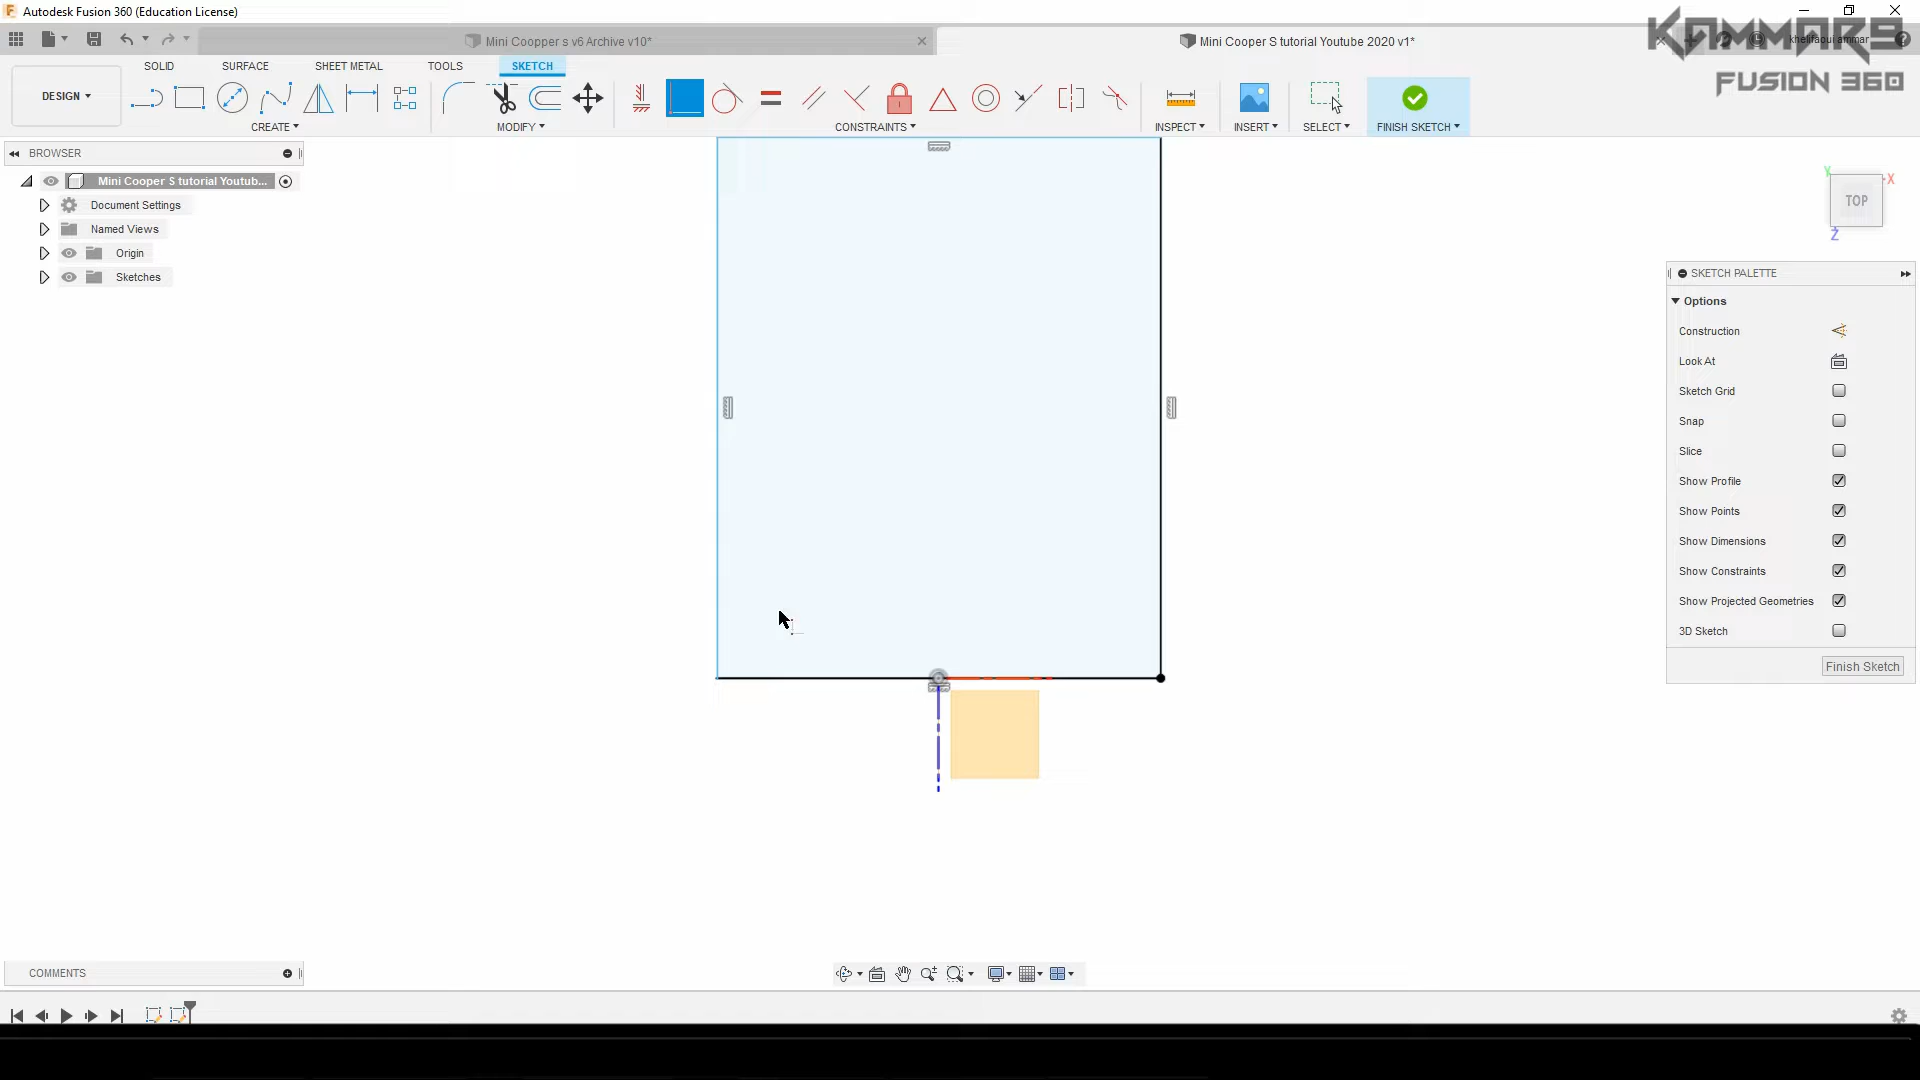 Autodesk Fusion 360 (Education License)
Mini Coopper s v6 Archive v10*
Mini Cooper S tutorial Youtube 2020 v1*
khelifaoui ammar
KAMMARS
FUSION 360
SOLID
SURFACE
SHEET METAL
TOOLS
SKETCH
DESIGN
CREATE
MODIFY
CONSTRAINTS
INSPECT
INSERT
SELECT
FINISH SKETCH
BROWSER
Mini Cooper S tutorial Youtub...
Document Settings
Named Views
Origin
Sketches
Y
X
TOP
Z
SKETCH PALETTE
Options
Construction
Look At
Sketch Grid
Snap
Slice
Show Profile
Show Points
Show Dimensions
Show Constraints
Show Projected Geometries
3D Sketch
Finish Sketch
COMMENTS